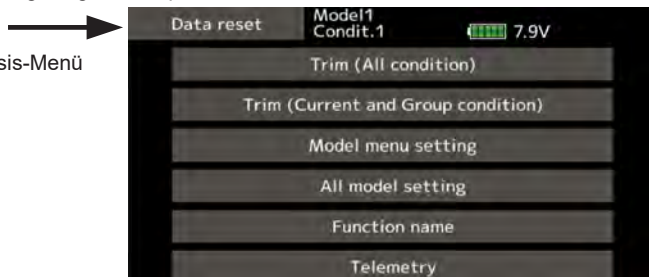 Data reset
Model1
Condit.1
7.9V
sis-Menü
Trim (All condition)
Trim (Current and Group condition)
Model menu setting
All model setting
Function name
Telemetry